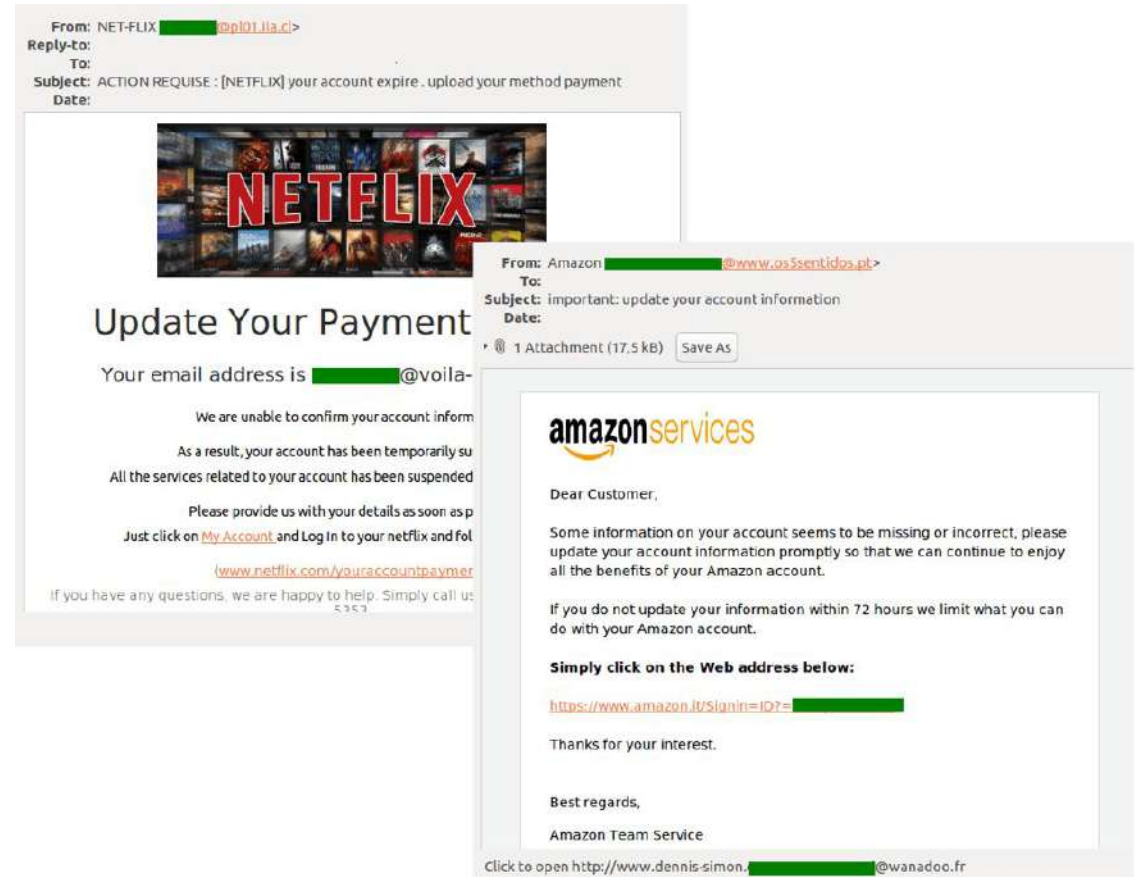 From: NET-FLIX @pl01.lla.cl>
Reply-to:
To:
Subject: ACTION REQUISE : [NETFLIX] your account expire . upload your method payment
Date:
NETFLIX
Update Your Payment
Your email address is @voila-
We are unable to confirm your account inform
As a result, your account has been temporarily su
All the services related to your account has been suspended
Please provide us with your details as soon as p
Just click on My Account and Log In to your netflix and fol
(www.netflix.com/youraccountpaymer
If you have any questions, we are happy to help. Simply call us
5353
From: Amazon @www.os5sentidos.pt>
To:
Subject: important: update your account information
Date:
1 Attachment (17,5 kB) Save As
amazonservices
Dear Customer,
Some information on your account seems to be missing or incorrect, please
update your account information promptly so that we can continue to enjoy
all the benefits of your Amazon account.
If you do not update your information within 72 hours we limit what you can
do with your Amazon account.
Simply click on the Web address below:
https://www.amazon.it/Signin=ID?=
Thanks for your interest.
Best regards,
Amazon Team Service
Click to open http://www.dennis-simon. @wanadoo.fr